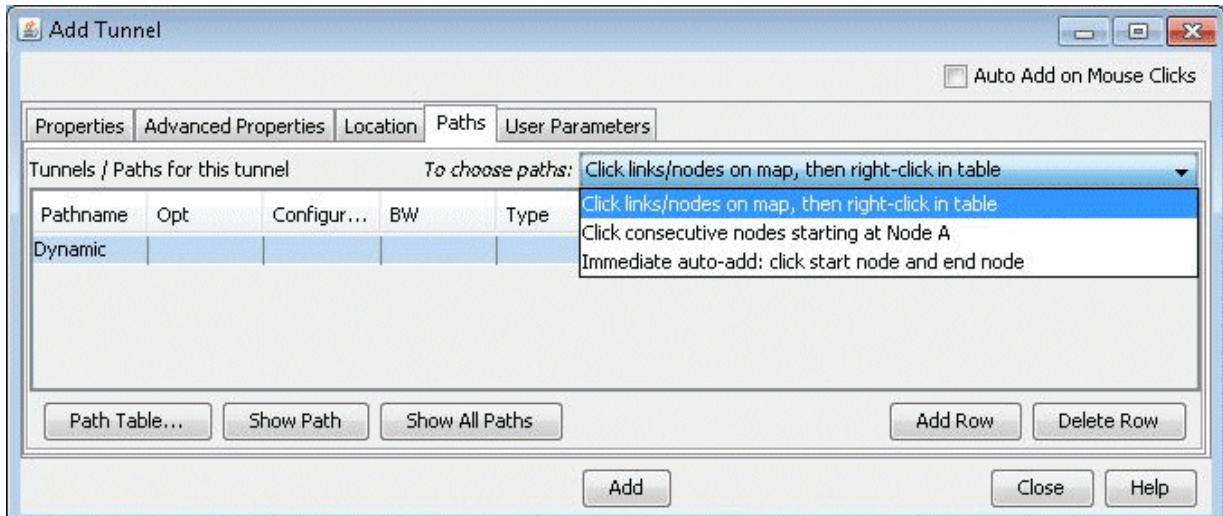 Add Tunnel
Auto Add on Mouse Clicks
Properties Advanced Properties Location Paths User Parameters
Tunnels / Paths for this tunnel To choose paths: Click links/nodes on map, then right-click in table
Pathname Opt Configur... BW Type Click links/nodes on map, then right-click in table
Click consecutive nodes starting at Node A
Dynamic
Immediate auto-add: click start node and end node
Path Table... Show Path Show All Paths Add Row Delete Row
Add Close Help